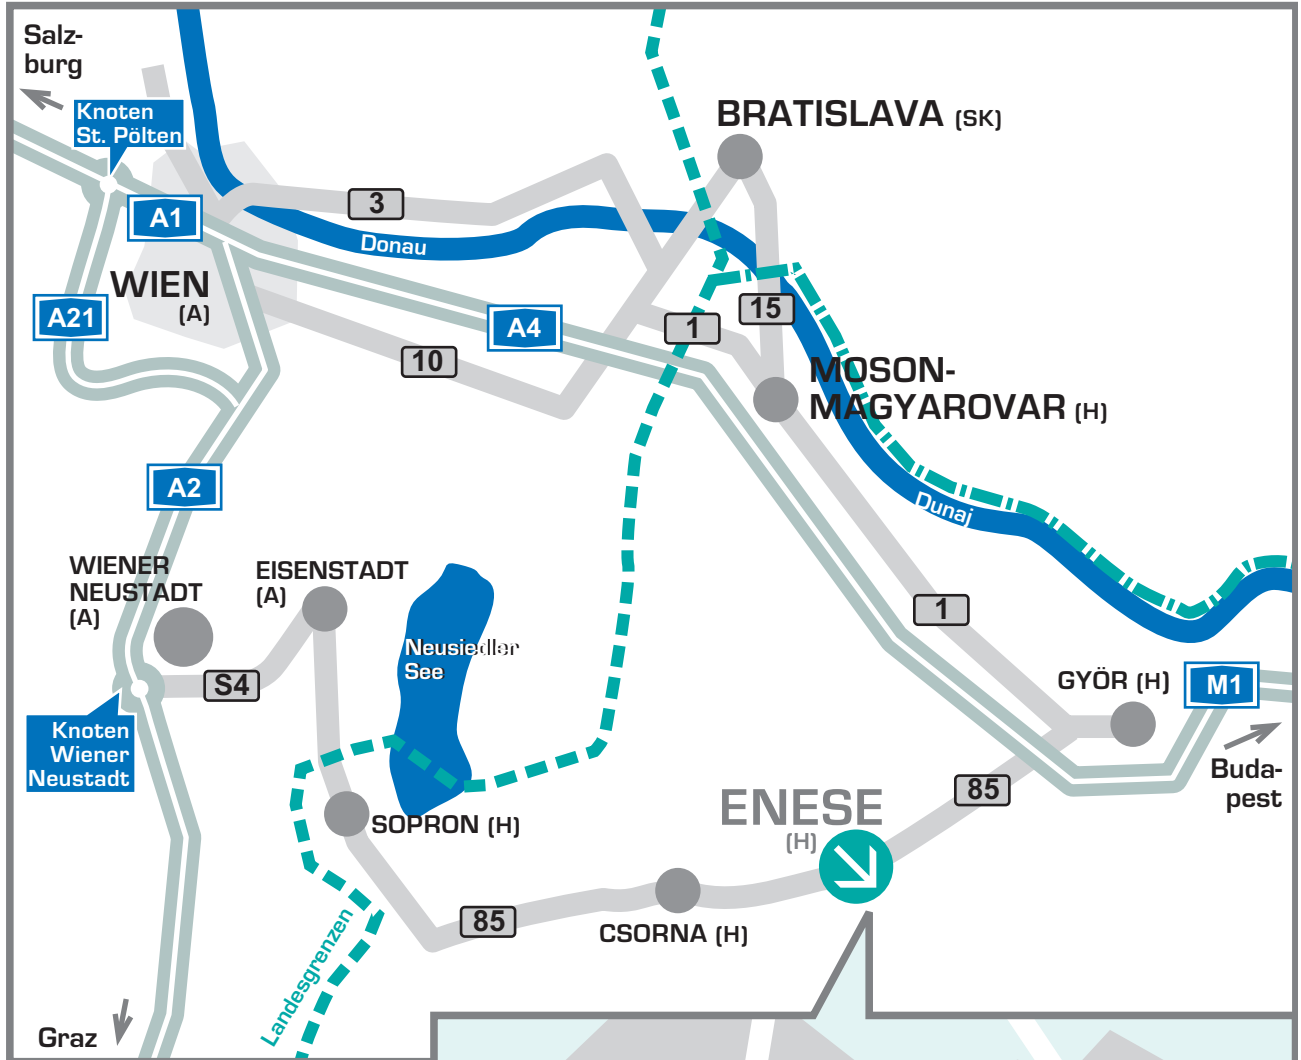 Salz-
burg
Knoten
St. Pölten
BRATISLAVA (SK)
A1
3
Donau
WIEN
(A)
A21
A4
1
15
10
MOSON-
MAGYAROVAR (H)
A2
Dunaj
WIENER
NEUSTADT
(A)
EISENSTADT
(A)
Neusiedler
See
1
S4
GYÖR (H)
M1
Knoten
Wiener
Neustadt
Buda-
pest
85
ENESE
(H)
SOPRON (H)
85
CSORNA (H)
Landesgrenzen
Graz